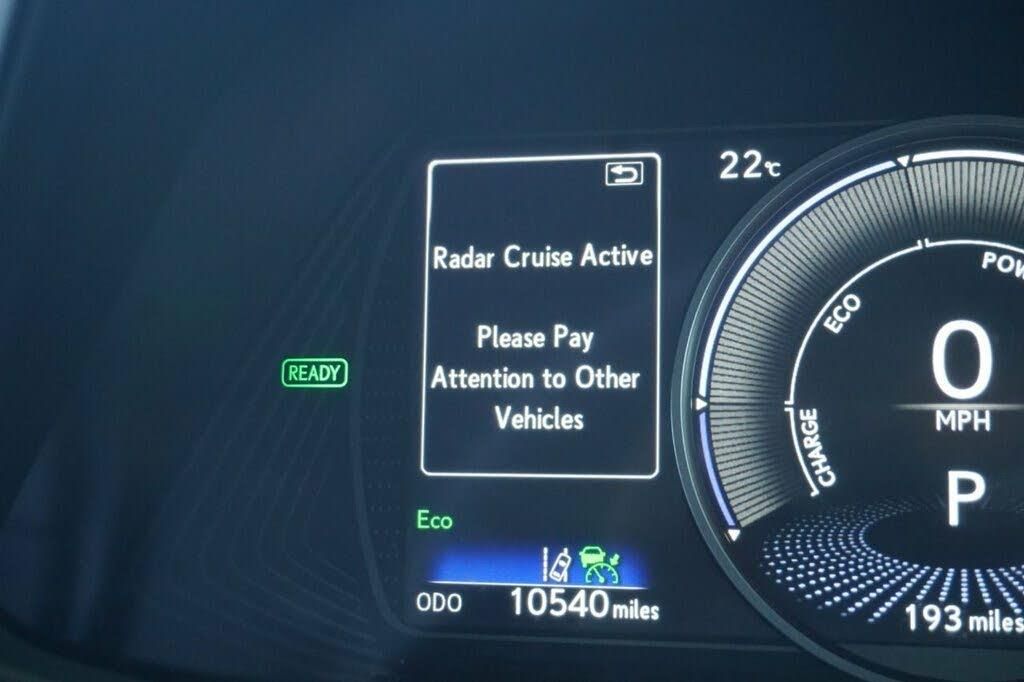 22°C
Radar Cruise Active
Please Pay
Attention to Other
Vehicles
READY
ECO
CHARGE
0
MPH
P
Eco
ODO 10540 miles
193 miles